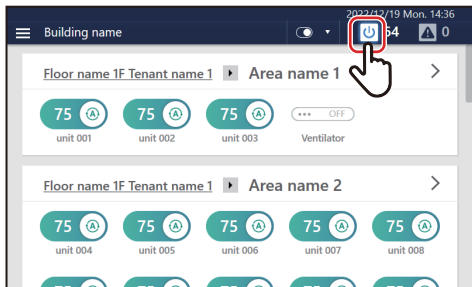 2022/12/19 Mon. 14:36
Building name 64 0
Floor name 1F Tenant name 1 Area name 1
75 75 75 OFF
unit 001 unit 002 unit 003 Ventilator
Floor name 1F Tenant name 1 Area name 2
75 75 75 75 75
unit 004 unit 005 unit 006 unit 007 unit 008